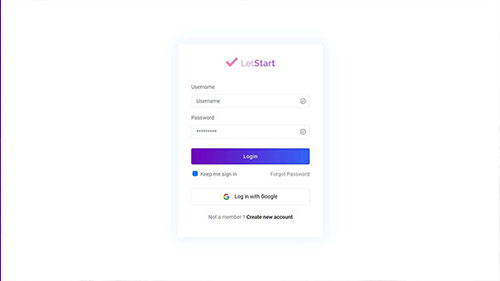 LetStart
Username
Username
Password
*********
Login
Keep me sign in Forgot Password
Log in with Google
Not a member ? Create new account